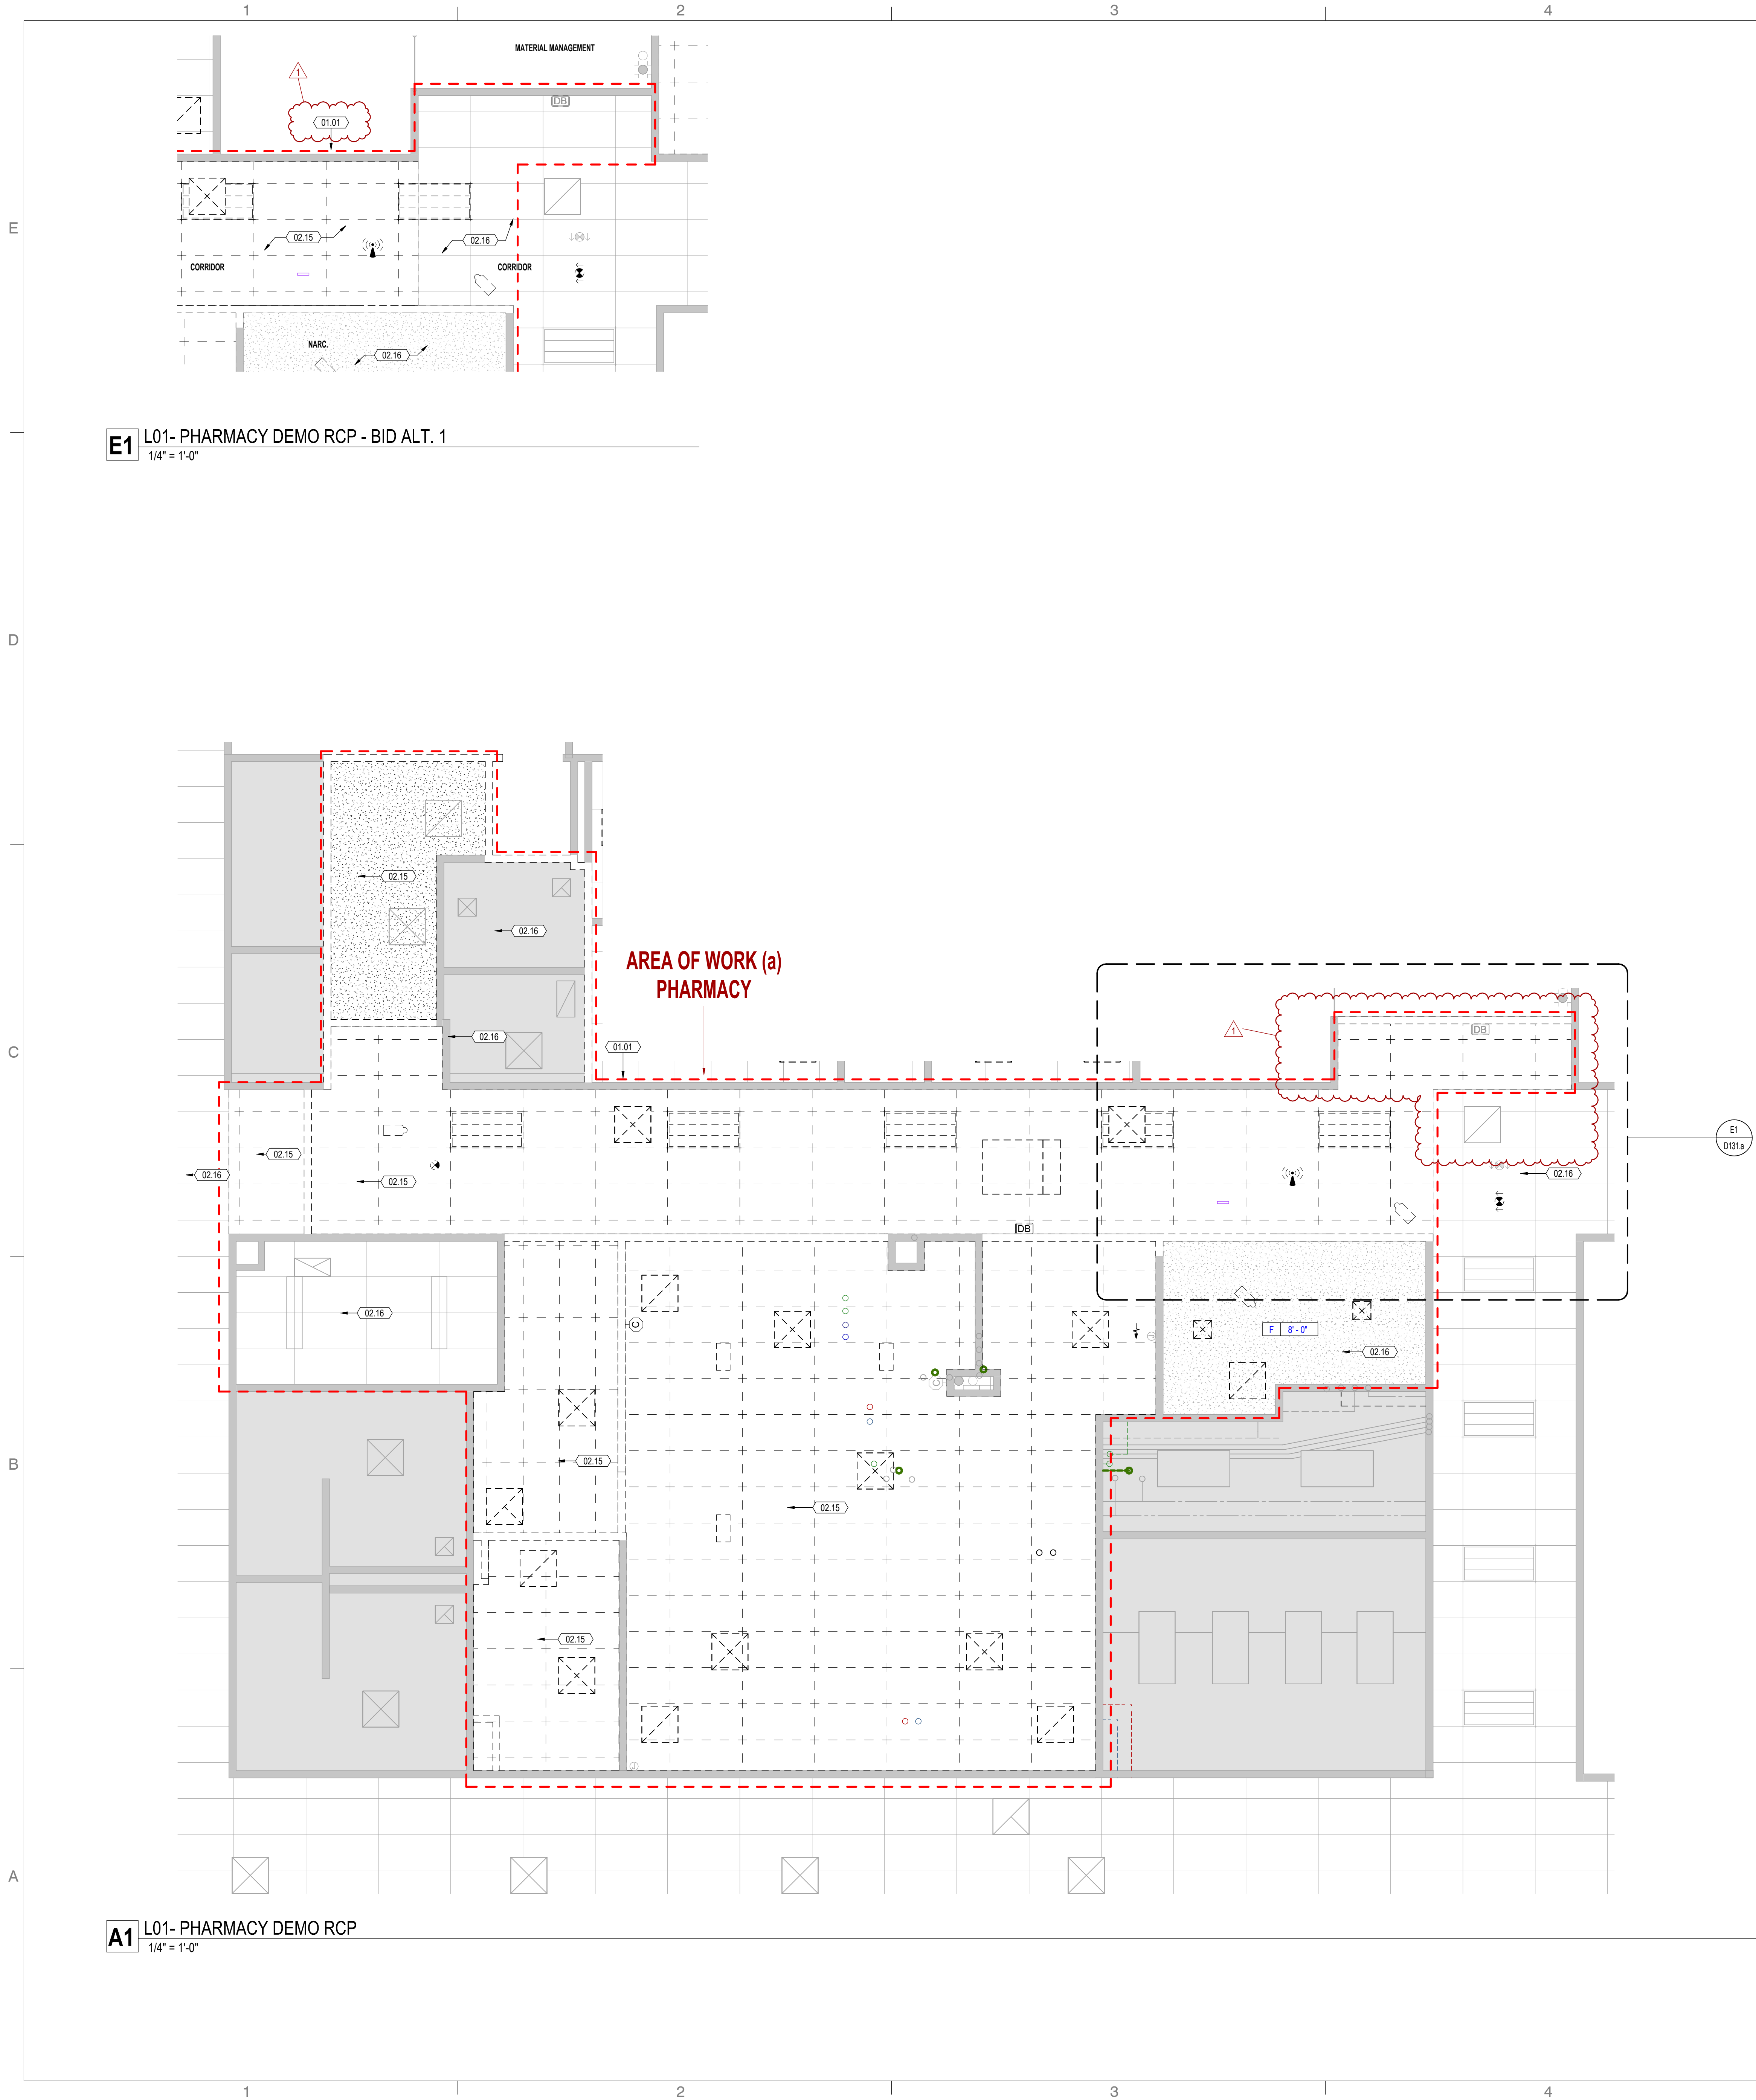 1
2
3
4
MATERIAL MANAGEMENT
1
DB
01.01
E
02.15
02.16
CORRIDOR
CORRIDOR
NARC.
02.16
E1
L01- PHARMACY DEMO RCP - BID ALT. 1
1/4" = 1'-0"
D
02.15
02.16
AREA OF WORK (a)
PHARMACY
1
DB
02.16
01.01
C
E1
D131.a
02.15
02.16
02.15
02.16
DB
02.16
C
F
8' - 0"
02.16
C
B
02.15
02.15
02.15
J
A
A1
L01- PHARMACY DEMO RCP
1/4" = 1'-0"
1
2
3
4